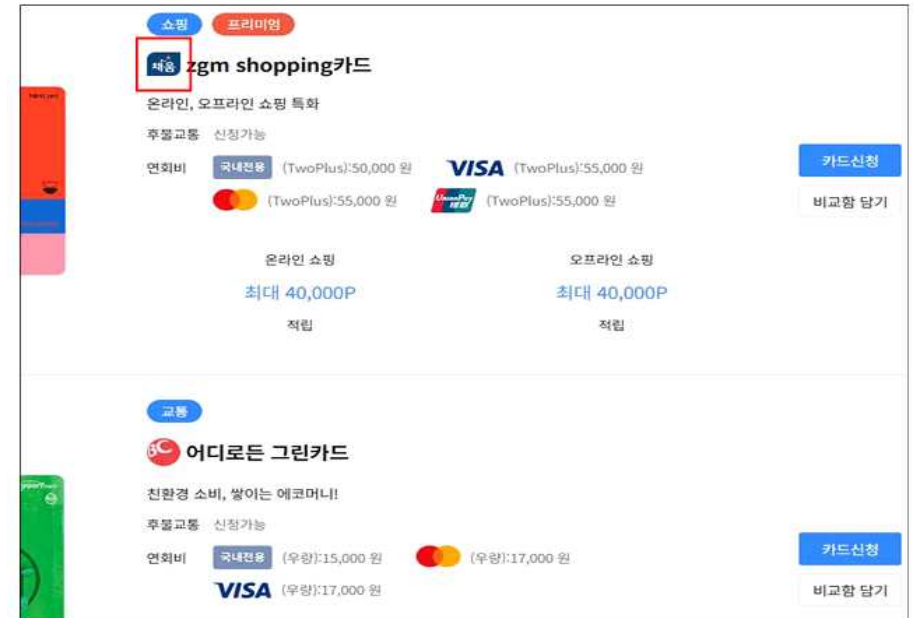 쇼핑 프리미엄
채움 zgm shopping카드
온라인, 오프라인 쇼핑 특화
후불교통 신청가능
연회비 국내전용 (TwoPlus):50,000 원 VISA (TwoPlus):55,000 원
카드신청
(TwoPlus):55,000 원 UnionPay 银联 (TwoPlus):55,000 원
비교함 담기
온라인 쇼핑 오프라인 쇼핑
최대 40,000P 최대 40,000P
적립 적립
교통
BC 어디로든 그린카드
친환경 소비, 쌓이는 에코머니!
후불교통 신청가능
연회비 국내전용 (우량):15,000 원 (우량):17,000 원
카드신청
VISA (우량):17,000 원
비교함 담기